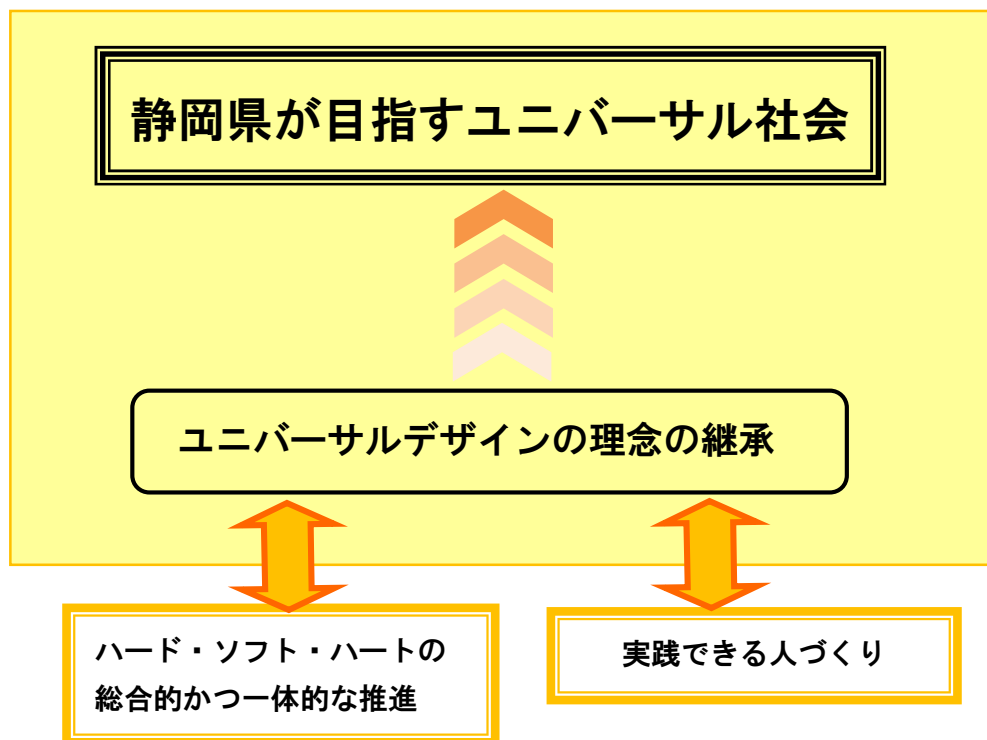 静岡県が目指すユニバーサル社会
ユニバーサルデザインの理念の継承
ハード・ソフト・ハートの
総合的かつ一体的な推進
実践できる人づくり